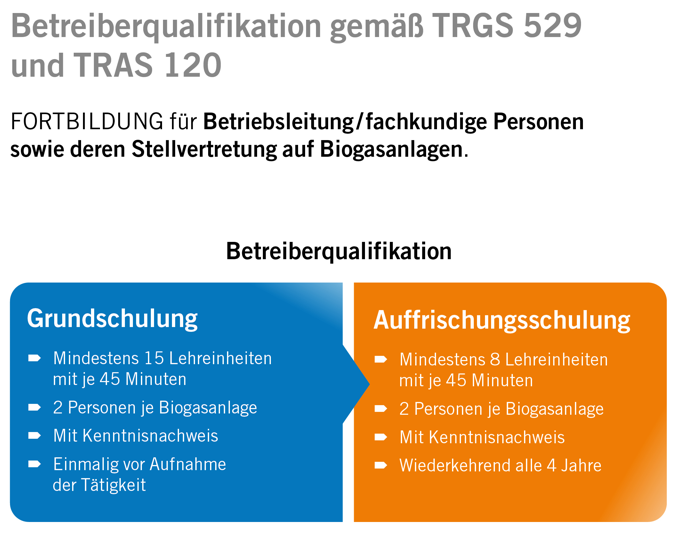 Betreiberqualifikation gemäß TRGS 529
und TRAS 120
FORTBILDUNG für Betriebsleitung/fachkundige Personen
sowie deren Stellvertretung auf Biogasanlagen.
Betreiberqualifikation
Grundschulung
Mindestens 15 Lehreinheiten
mit je 45 Minuten
2 Personen je Biogasanlage
Mit Kenntnisnachweis
Einmalig vor Aufnahme
der Tätigkeit
Auffrischungsschulung
Mindestens 8 Lehreinheiten
mit je 45 Minuten
2 Personen je Biogasanlage
Mit Kenntnisnachweis
Wiederkehrend alle 4 Jahre